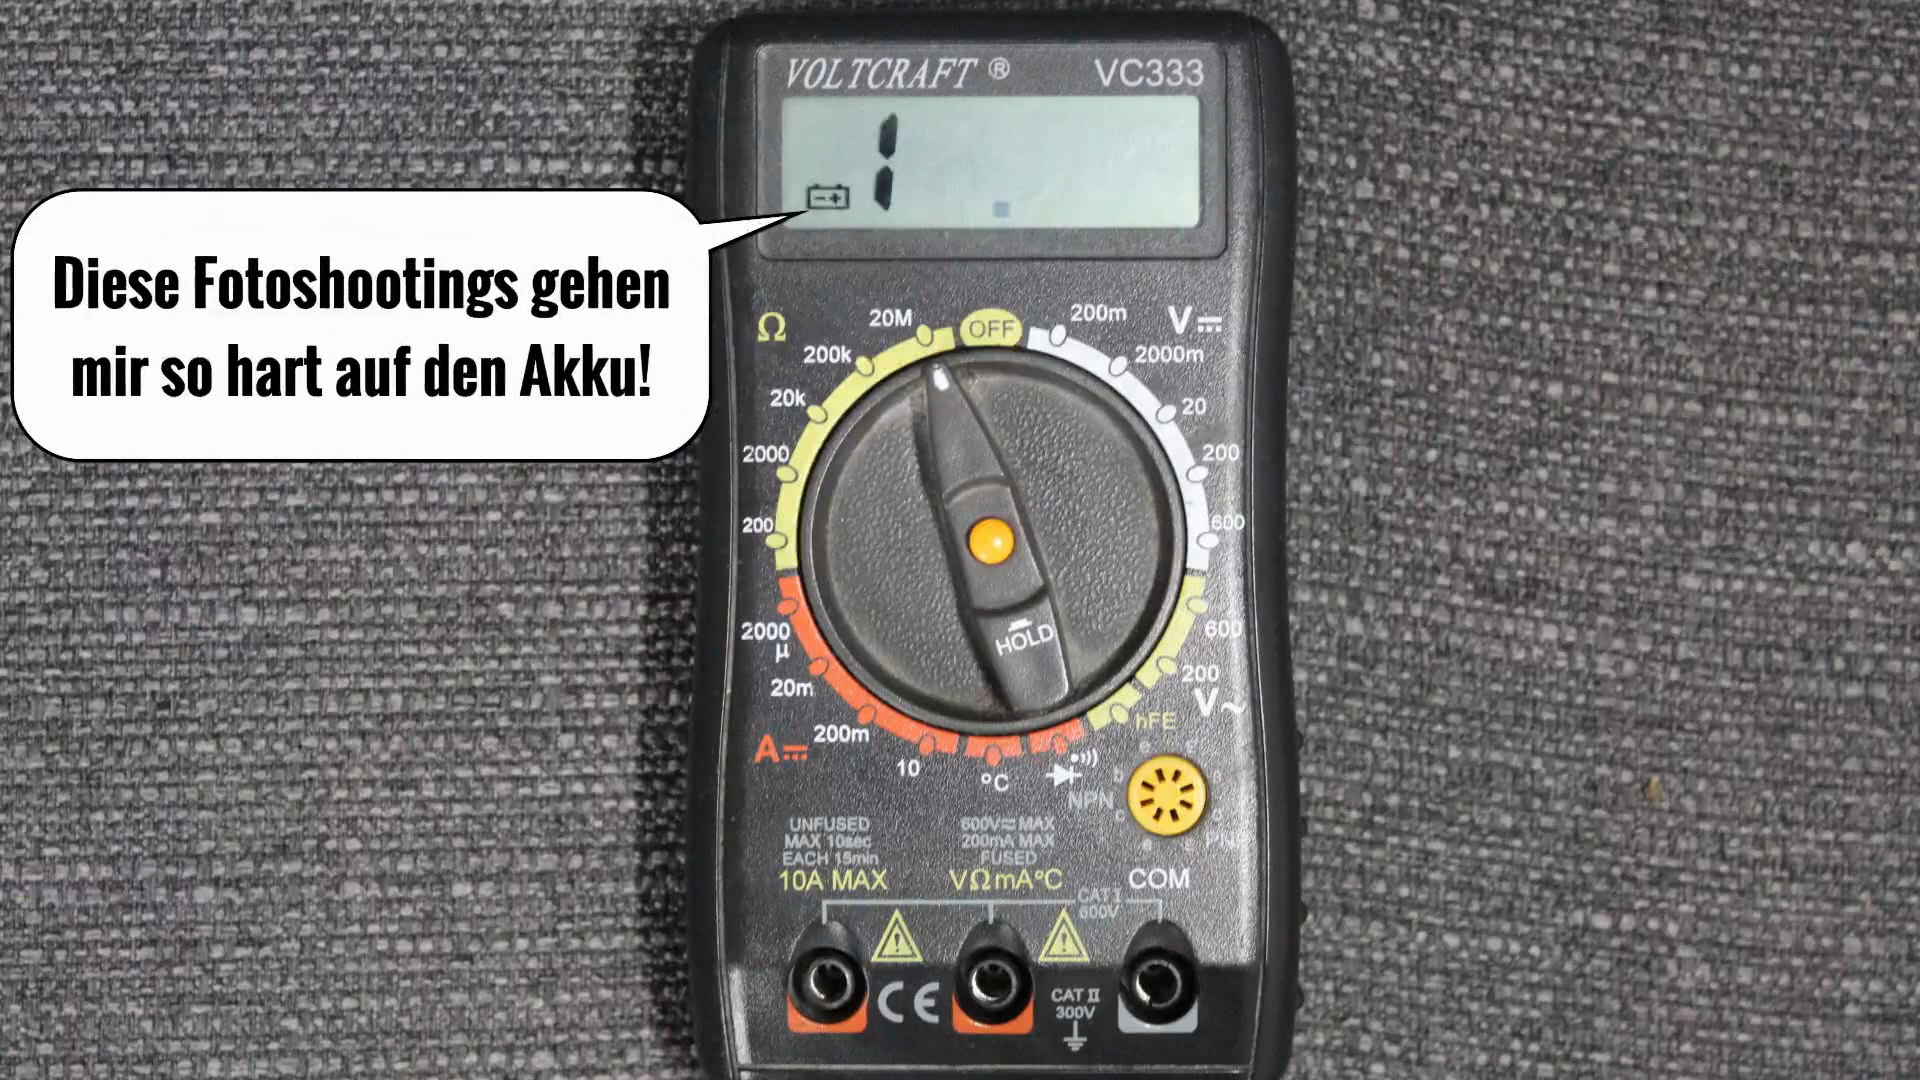 VOLTCRAFT ® VC333
1
Diese Fotoshootings gehen
mir so hart auf den Akku!
Ω
20M
OFF
200m
V
200k
2000m
20k
20
2000
200
200
600
2000
µ
600
20m
200
V~
200m
hFE
A
10
°C
HOLD
NPN
UNFUSED
MAX 10sec
EACH 15min
10A MAX
600V MAX
200mA MAX
FUSED
VΩmA°C
COM
CAT I
600V
CE
CAT II
300V